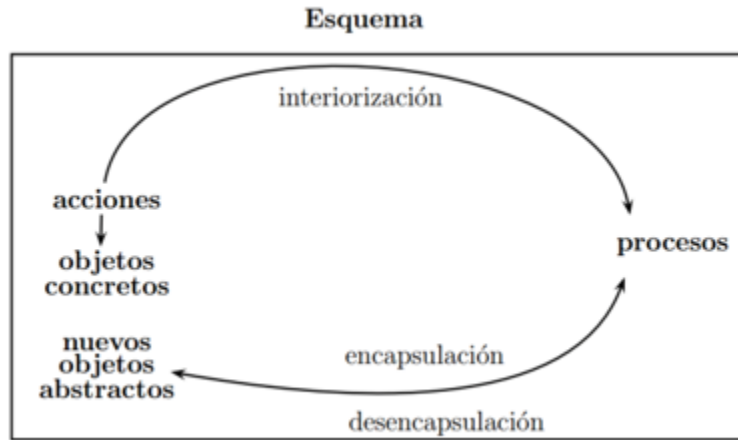 Esquema
interiorización
acciones
objetos
concretos
procesos
nuevos
objetos
abstractos
encapsulación
desencapsulación